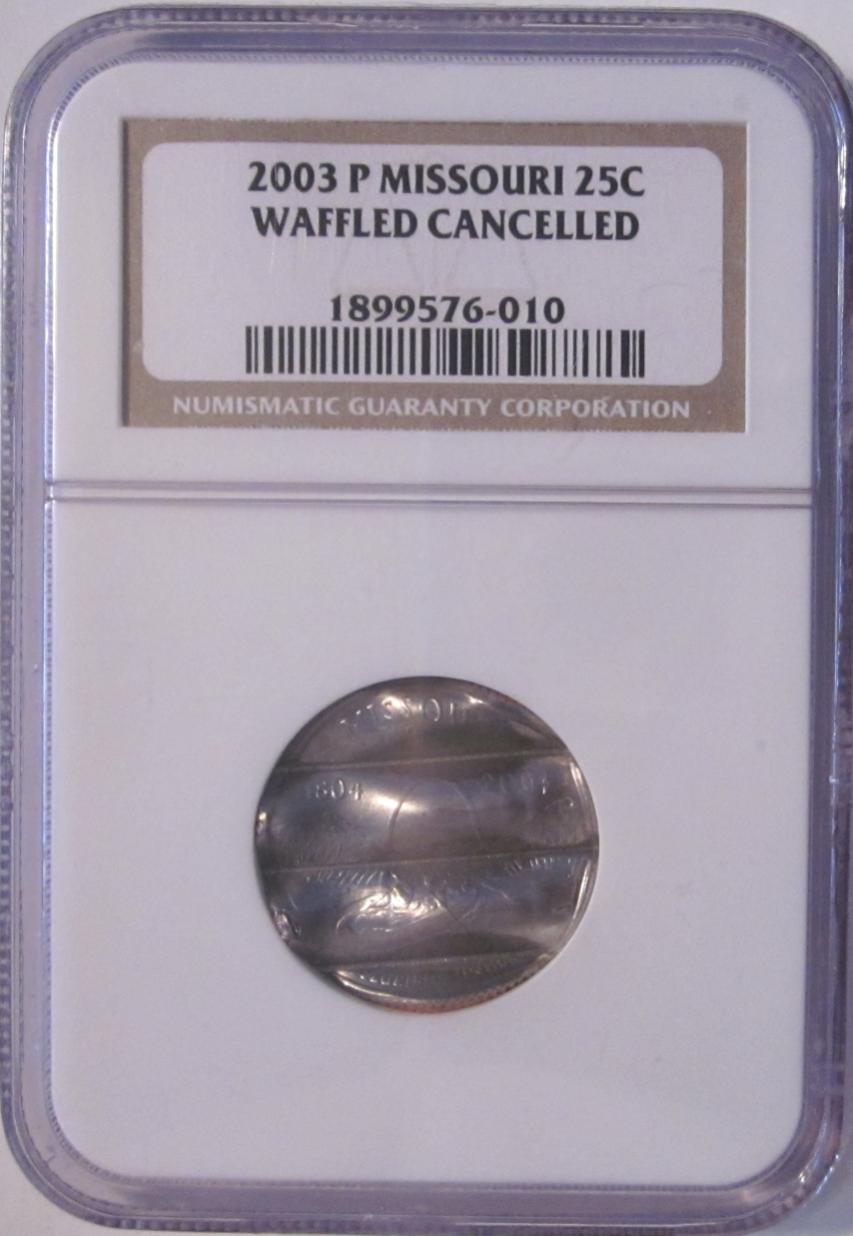 2003 P MISSOURI 25C
WAFFLED CANCELLED
1899576-010
NUMISMATIC GUARANTY CORPORATION
1804